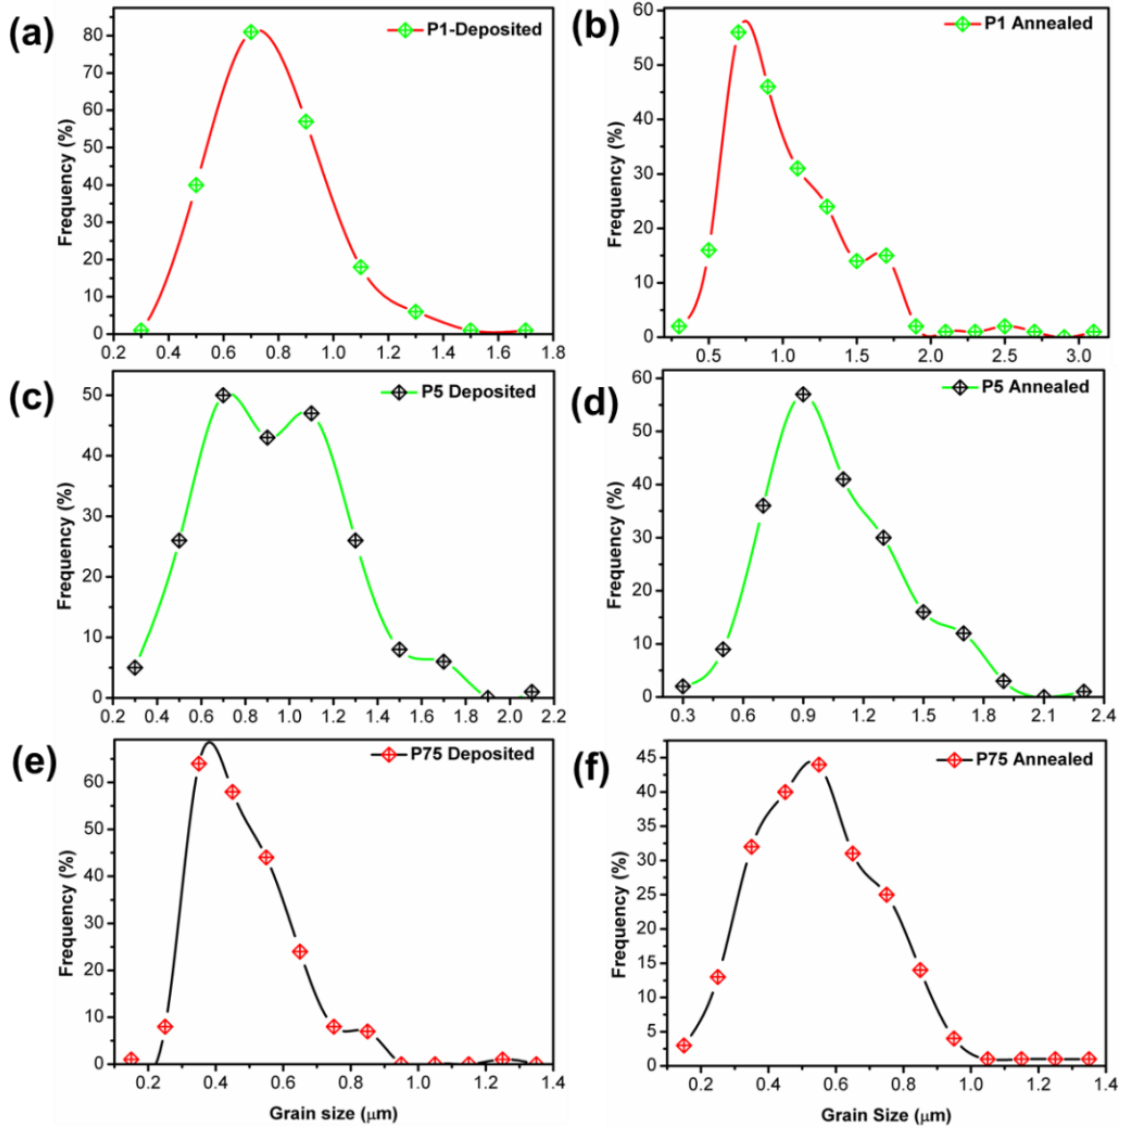 (a)
P1-Deposited
Frequency (%)
80
70
60
50
40
30
20
10
0
0.2 0.4 0.6 0.8 1.0 1.2 1.4 1.6 1.8
(b)
P1 Annealed
Frequency (%)
60
50
40
30
20
10
0
0.5 1.0 1.5 2.0 2.5 3.0
(c)
P5 Deposited
Frequency (%)
50
40
30
20
10
0
0.2 0.4 0.6 0.8 1.0 1.2 1.4 1.6 1.8 2.0 2.2
(d)
P5 Annealed
Frequency (%)
60
50
40
30
20
10
0
0.3 0.6 0.9 1.2 1.5 1.8 2.1 2.4
(e)
P75 Deposited
Frequency (%)
60
50
40
30
20
10
0
0.2 0.4 0.6 0.8 1.0 1.2 1.4
Grain size (μm)
(f)
P75 Annealed
Frequency (%)
45
40
35
30
25
20
15
10
5
0
0.2 0.4 0.6 0.8 1.0 1.2 1.4
Grain Size (μm)